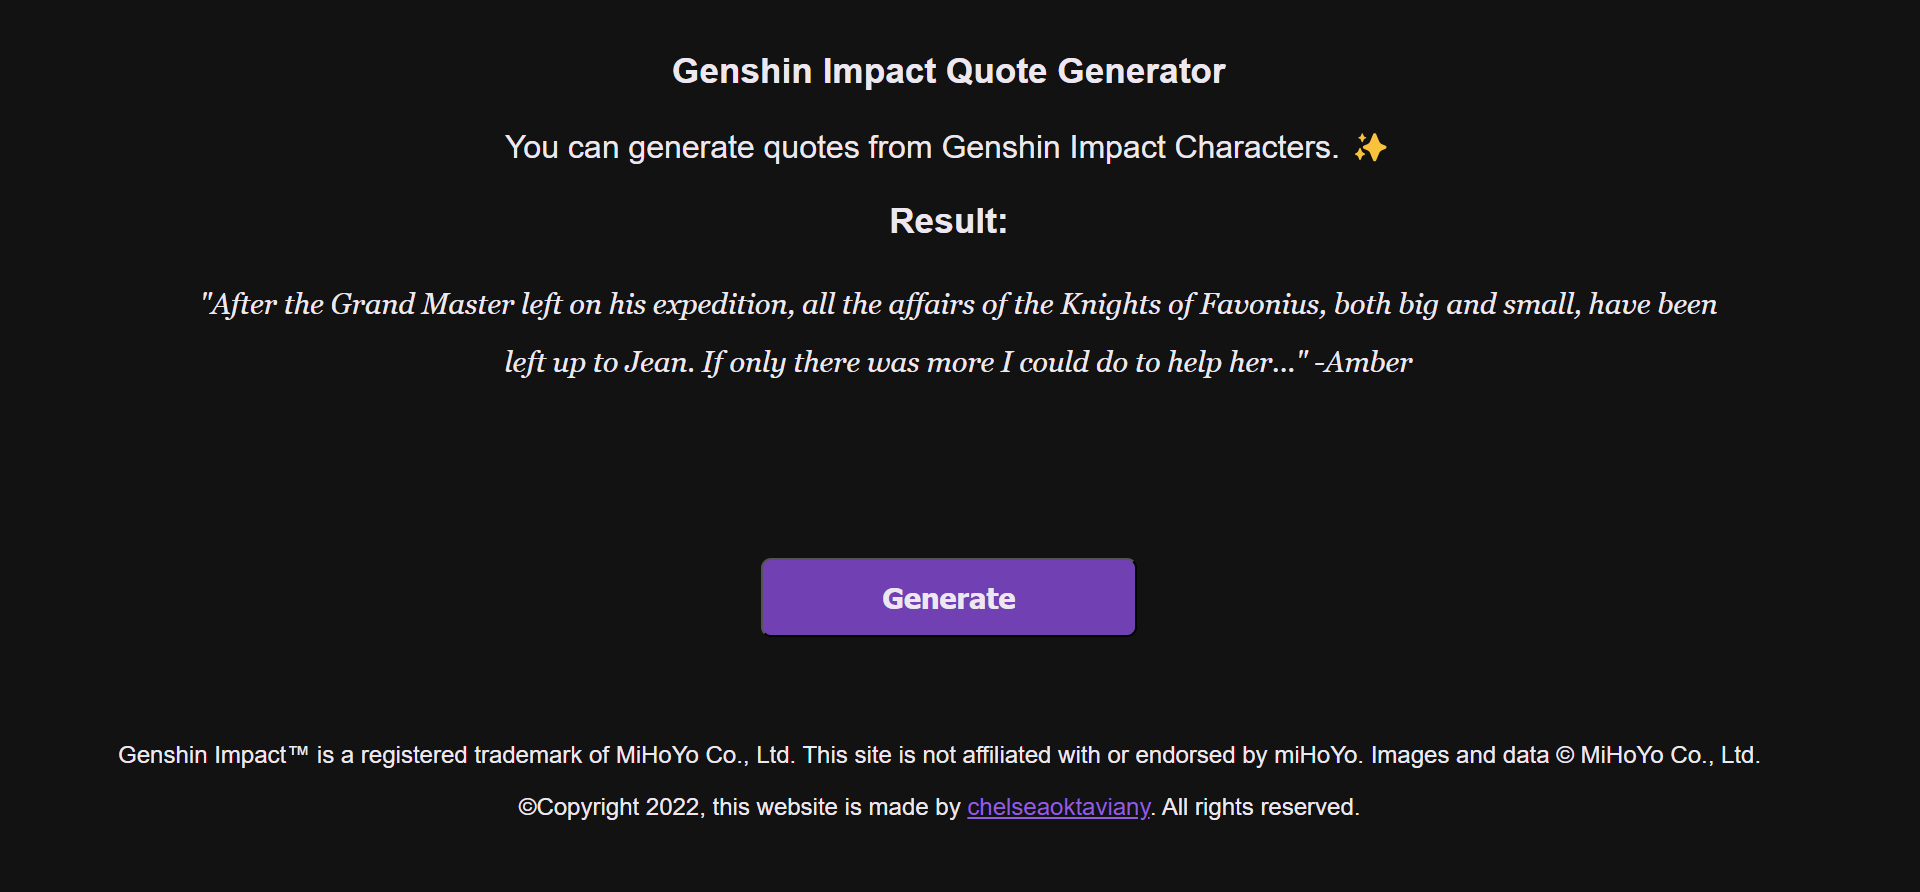 Genshin Impact Quote Generator
You can generate quotes from Genshin Impact Characters. ✨
Result:
"After the Grand Master left on his expedition, all the affairs of the Knights of Favonius, both big and small, have been
left up to Jean. If only there was more I could do to help her..." -Amber
Generate
Genshin Impact™ is a registered trademark of MiHoYo Co., Ltd. This site is not affiliated with or endorsed by miHoYo. Images and data © MiHoYo Co., Ltd.
©Copyright 2022, this website is made by chelseaoktaviany. All rights reserved.